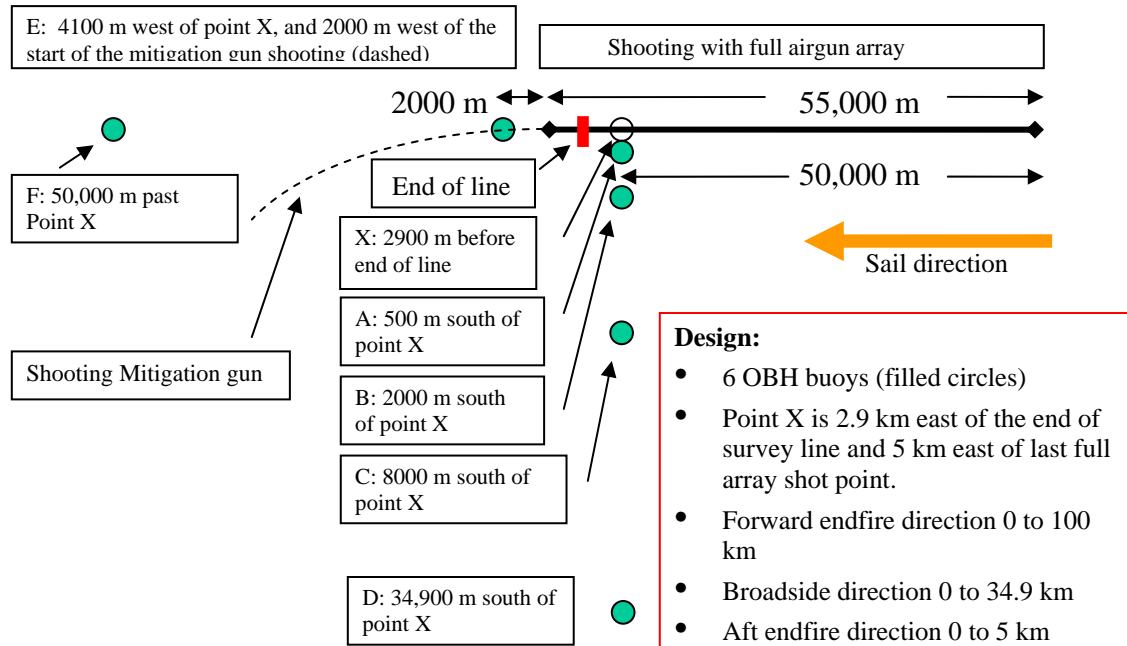 E: 4100 m west of point X, and 2000 m west of the
start of the mitigation gun shooting (dashed)
Shooting with full airgun array
2000 m
55,000 m
F: 50,000 m past
Point X
End of line
50,000 m
X: 2900 m before
end of line
Sail direction
A: 500 m south of
point X
Shooting Mitigation gun
B: 2000 m south
of point X
C: 8000 m south of
point X
D: 34,900 m south of
point X
Design:
• 6 OBH buoys (filled circles)
• Point X is 2.9 km east of the end of
survey line and 5 km east of last full
array shot point.
• Forward endfire direction 0 to 100
km
• Broadside direction 0 to 34.9 km
• Aft endfire direction 0 to 5 km